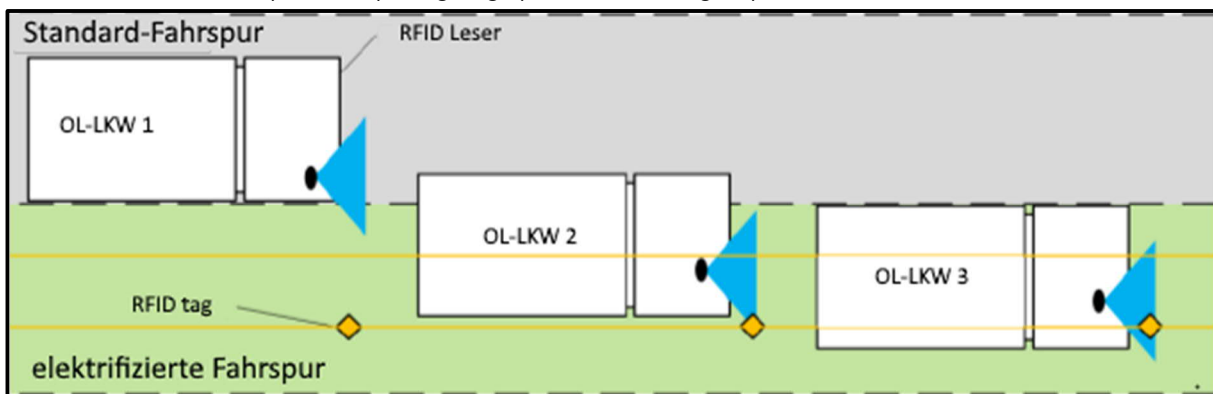 Standard-Fahrspur
RFID Leser
OL-LKW 1
OL-LKW 2
OL-LKW 3
RFID tag
elektrifizierte Fahrspur